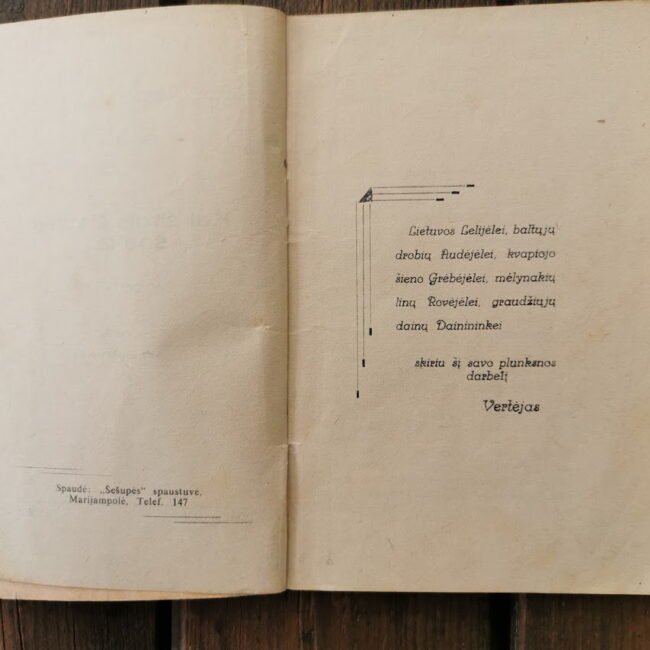 Spaudė: „Šešupės" spaustuvė,
Marijampolė, Telef. 147
Lietuvos Lelijėlei, baltųjų
drobių Audėjėlei, kvapiojo
šieno Grėbėjėlei, mėlynakių
linų Rovėjėlei, graudžiųjų
dainų Dainininkei
skiriu šį savo plunksnos
darbelį
Vertėjas